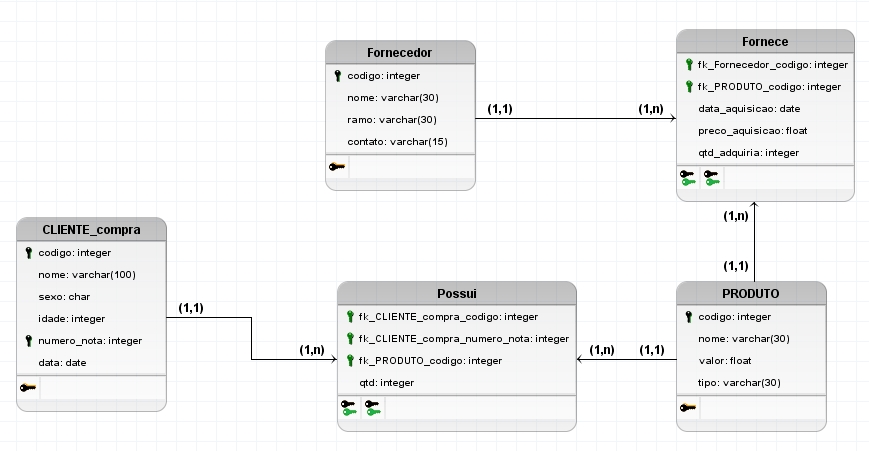 Fornecedor
codigo: integer
nome: varchar(30)
ramo: varchar(30)
contato: varchar(15)
(1,1)
(1,n)
Fornece
fk_Fornecedor_codigo: integer
fk_PRODUTO_codigo: integer
data_aquisicao: date
preco_aquisicao: float
qtd_adquiria: integer
(1,n)
(1,1)
CLIENTE_compra
codigo: integer
nome: varchar(100)
sexo: char
idade: integer
numero_nota: integer
data: date
(1,1)
(1,n)
Possui
fk_CLIENTE_compra_codigo: integer
fk_CLIENTE_compra_numero_nota: integer
fk_PRODUTO_codigo: integer
qtd: integer
(1,n)
(1,1)
PRODUTO
codigo: integer
nome: varchar(30)
valor: float
tipo: varchar(30)